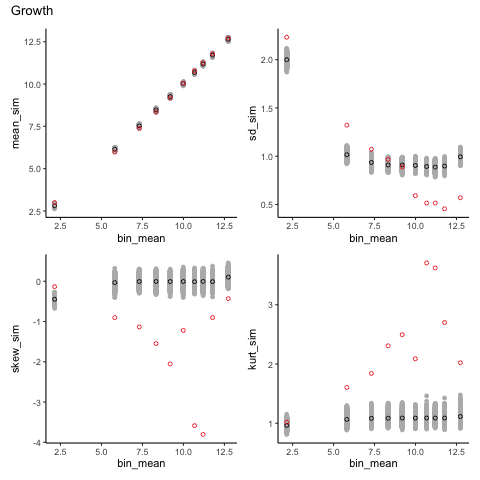 Growth
mean_sim
12.5
10.0
7.5
5.0
2.5
2.5 5.0 7.5 10.0 12.5
bin_mean
sd_sim
2.0
1.5
1.0
0.5
2.5 5.0 7.5 10.0 12.5
bin_mean
skew_sim
0
-1
-2
-3
-4
2.5 5.0 7.5 10.0 12.5
bin_mean
kurt_sim
3
2
1
2.5 5.0 7.5 10.0 12.5
bin_mean